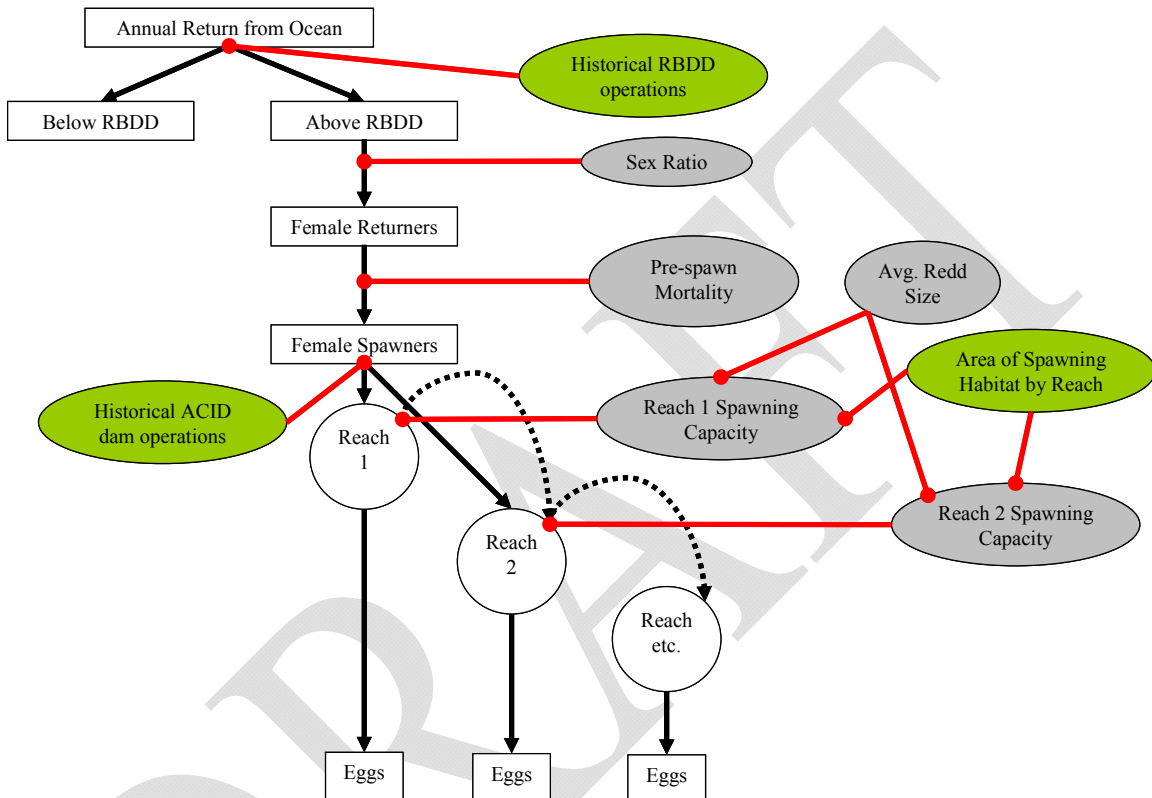 Annual Return from Ocean
Historical RBDD
operations
Below RBDD
Above RBDD
Sex Ratio
Female Returners
Pre-spawn
Mortality
Avg. Redd
Size
Female Spawners
Area of Spawning
Habitat by Reach
Historical ACID
dam operations
Reach
1
Reach 1 Spawning
Capacity
Reach
2
Reach 2 Spawning
Capacity
Reach
etc.
Eggs
Eggs
Eggs
DRAFT